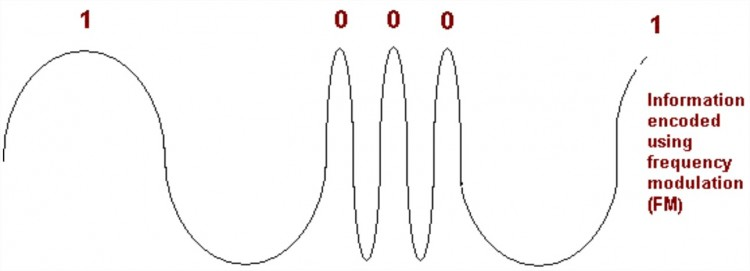 1 0 0 0 1
Information
encoded
using
frequency
modulation
(FM)